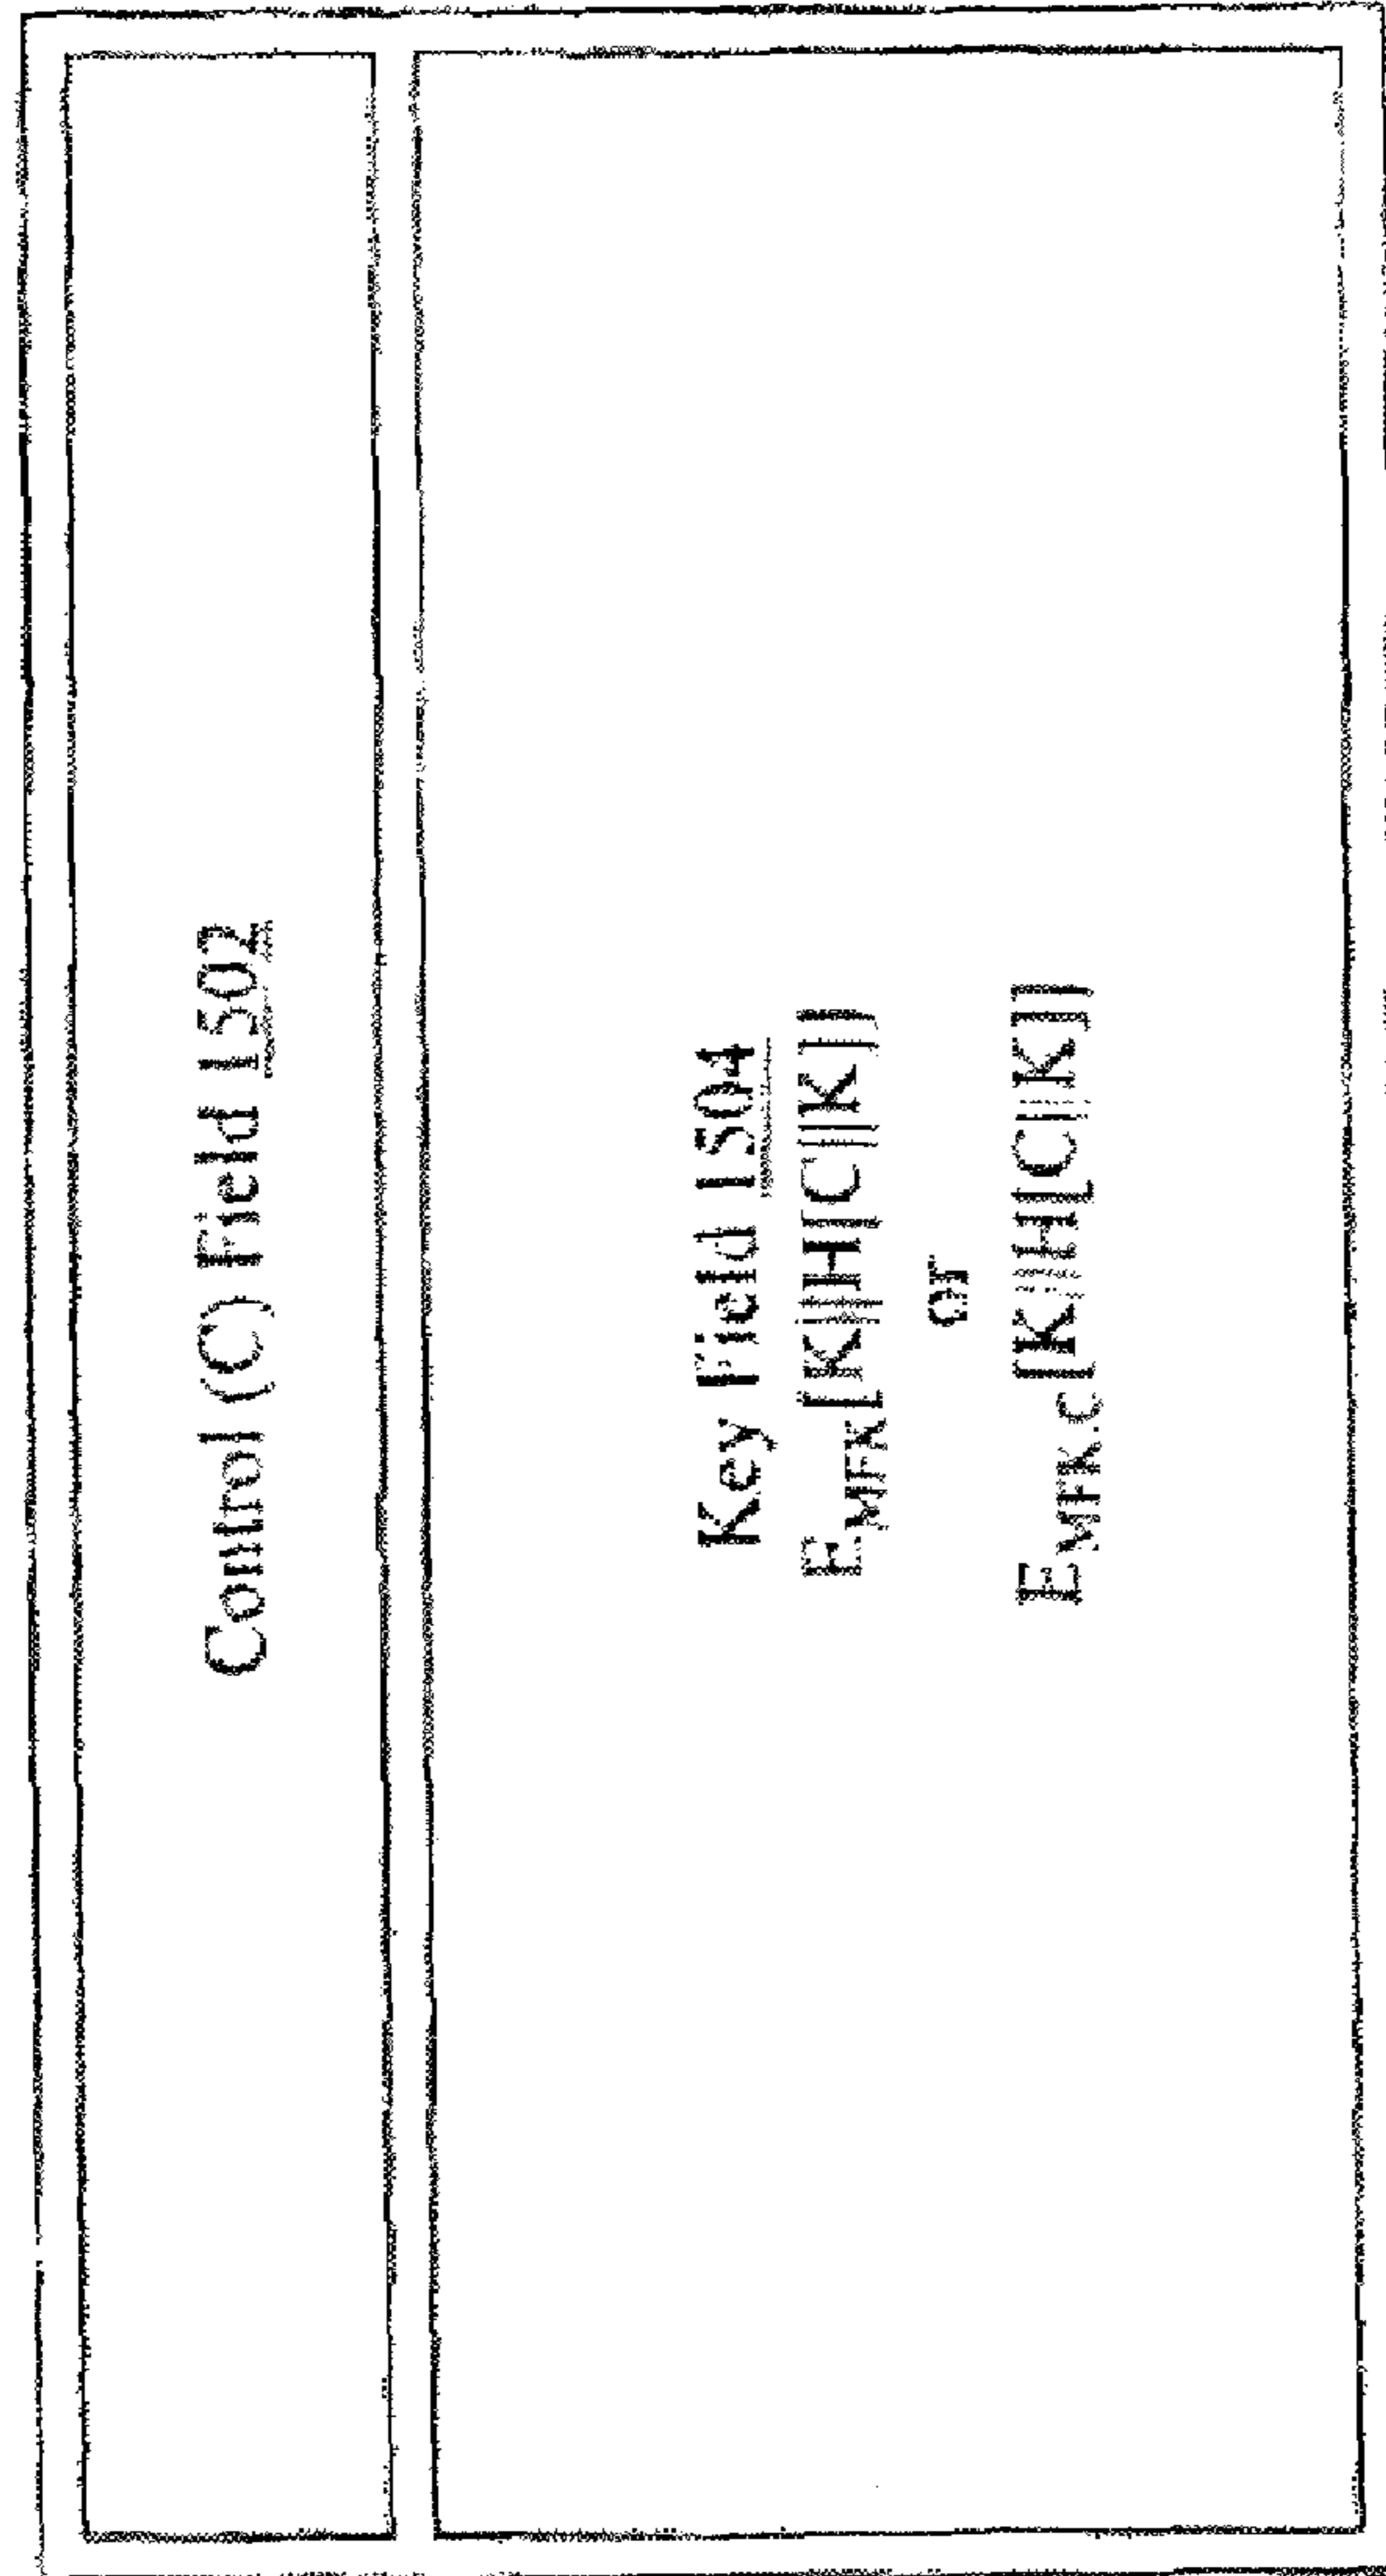 Control (C) Field 1502
Key Field 1504
E_MFK[K||H[C||K]]
or
E_MFK.C[K||H[C||K]]